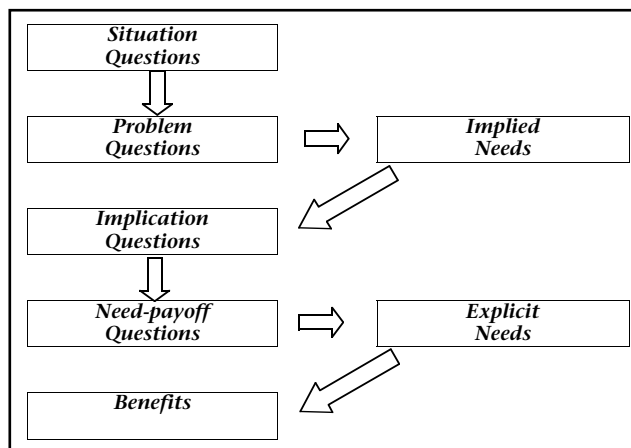 Situation
Questions
Problem
Questions
Implied
Needs
Implication
Questions
Need-payoff
Questions
Explicit
Needs
Benefits